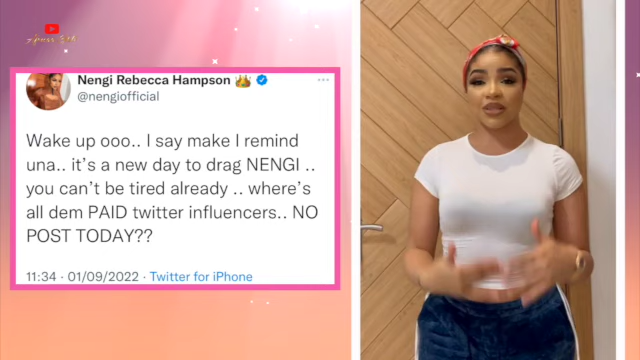 Nengi Rebecca Hampson
@nengiofficial
Wake up ooo.. I say make I remind
una.. it's a new day to drag NENGI ..
you can't be tired already .. where's
all dem PAID twitter influencers.. NO
POST TODAY??
11:34 · 01/09/2022 · Twitter for iPhone